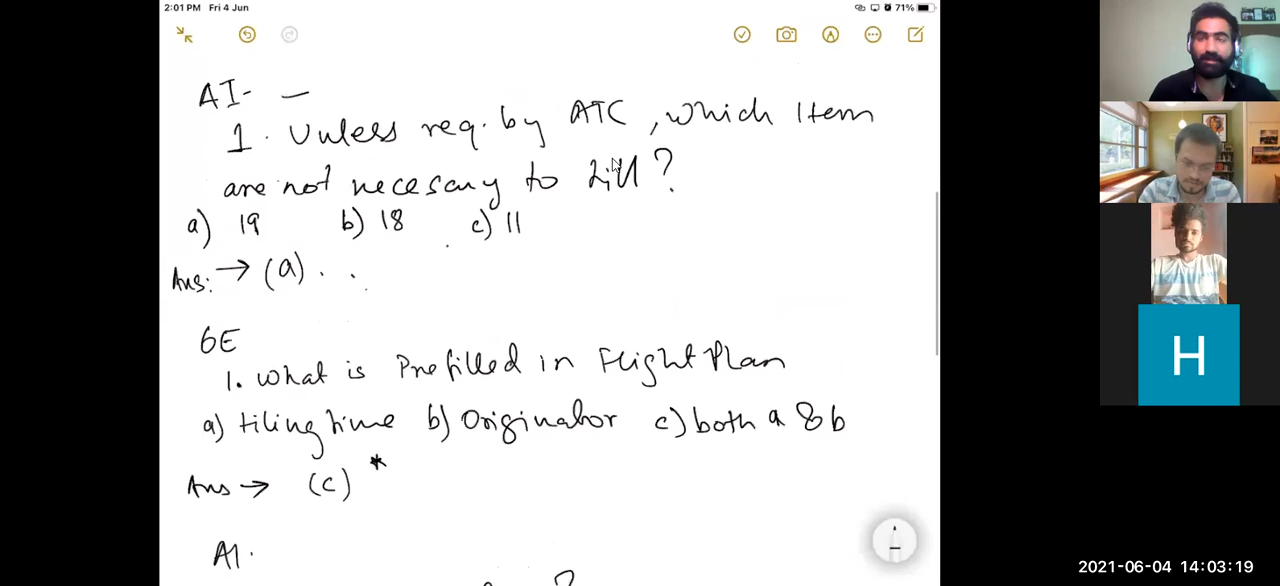 2:01 PM Fri 4 Jun
71%
AI- —
1. Unless req. by ATC, which Item
are not necesary to fill?
a) 19 b) 18 c) 11
Ans: → (a) . .
6E
1. What is Prefilled in Flight Plan
a) filing time b) Originator c) both a & b
Ans → (c) *
AI.
?
H
2021-06-04 14:03:19